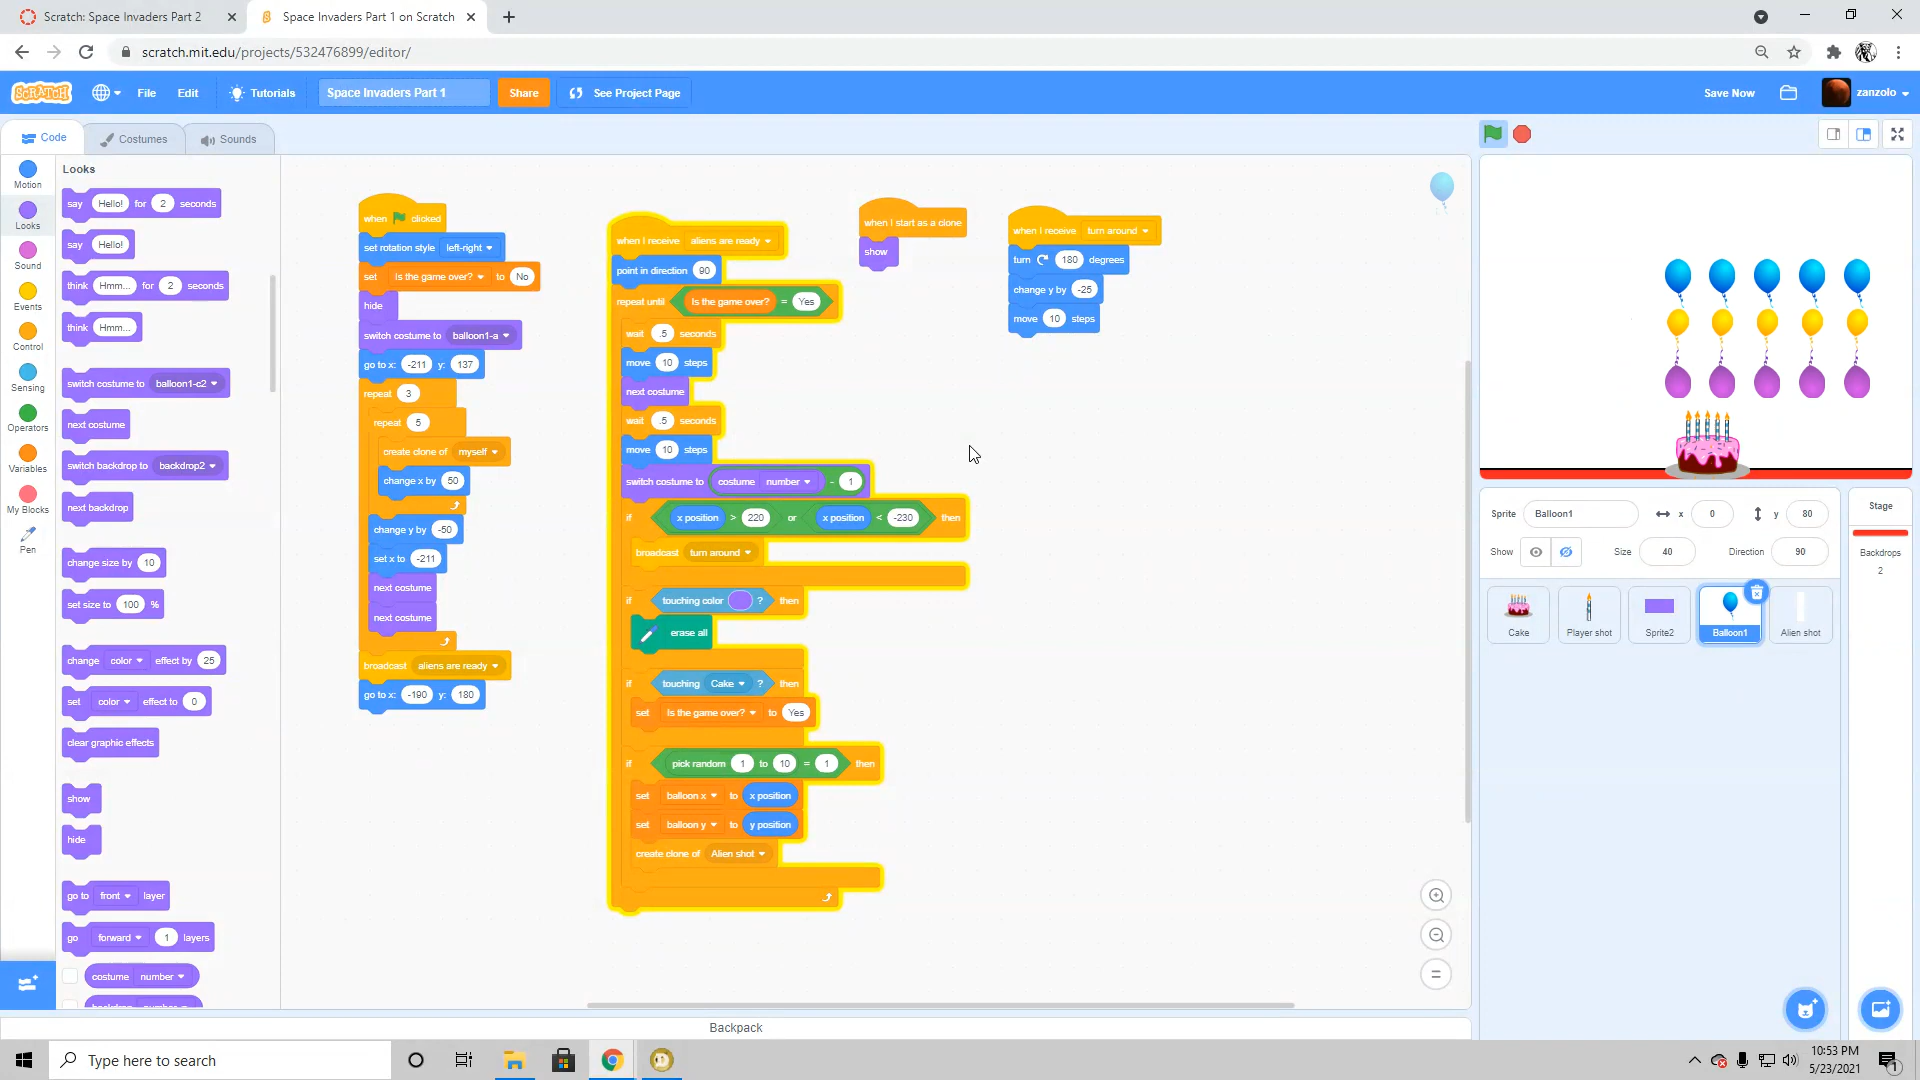 Scratch: Space Invaders Part 2
Space Invaders Part 1 on Scratch
scratch.mit.edu/projects/532476899/editor/
SCRATCH
File
Edit
Tutorials
Space Invaders Part 1
Share
See Project Page
Save Now
zanzolo
Code
Costumes
Sounds
Motion
Looks
Sound
Events
Control
Sensing
Operators
Variables
My Blocks
Pen
Looks
say Hello! for 2 seconds
say Hello!
think Hmm... for 2 seconds
think Hmm...
switch costume to balloon1-c2
next costume
switch backdrop to backdrop2
next backdrop
change size by 10
set size to 100 %
change color effect by 25
set color effect to 0
clear graphic effects
show
hide
go to front layer
go forward 1 layers
costume number
backdrop number
when clicked
set rotation style left-right
set Is the game over? to No
hide
switch costume to balloon1-a
go to x: -211 y: 137
repeat 3
repeat 5
create clone of myself
change x by 50
change y by -50
set x to -211
next costume
next costume
broadcast aliens are ready
go to x: -190 y: 180
when I receive aliens are ready
point in direction 90
repeat until Is the game over? = Yes
wait .5 seconds
move 10 steps
next costume
wait .5 seconds
move 10 steps
switch costume to costume number - 1
if x position > 220 or x position < -230 then
broadcast turn around
if touching color ? then
erase all
if touching Cake ? then
set Is the game over? to Yes
if pick random 1 to 10 = 1 then
set balloon x to x position
set balloon y to y position
create clone of Alien shot
when I start as a clone
show
when I receive turn around
turn 180 degrees
change y by -25
move 10 steps
Sprite Balloon1 x 0 y 80
Show Size 40 Direction 90
Cake
Player shot
Sprite2
Balloon1
Alien shot
Stage
Backdrops
2
Backpack
Type here to search
10:53 PM
5/23/2021
1